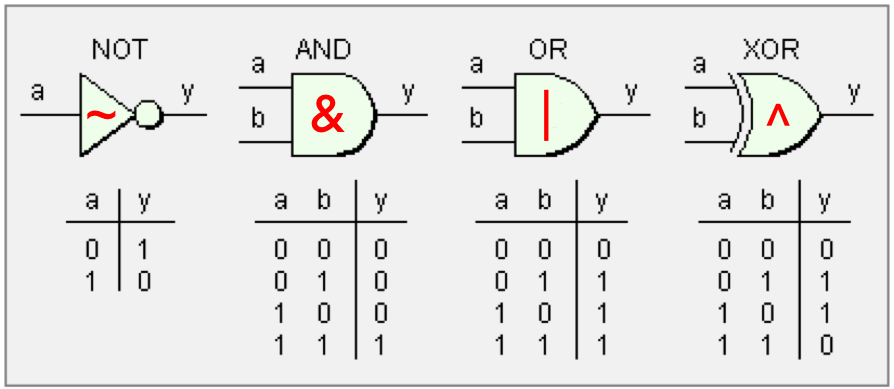 NOT AND OR XOR
a ~ y a b & y a b | y a b ^ y
a y a b y a b y a b y
0 1 0 0 0 0 0 0 0 0 0
1 0 0 1 0 0 1 1 0 1 1
1 0 0 1 0 1 1 0 1
1 1 1 1 1 1 1 1 0